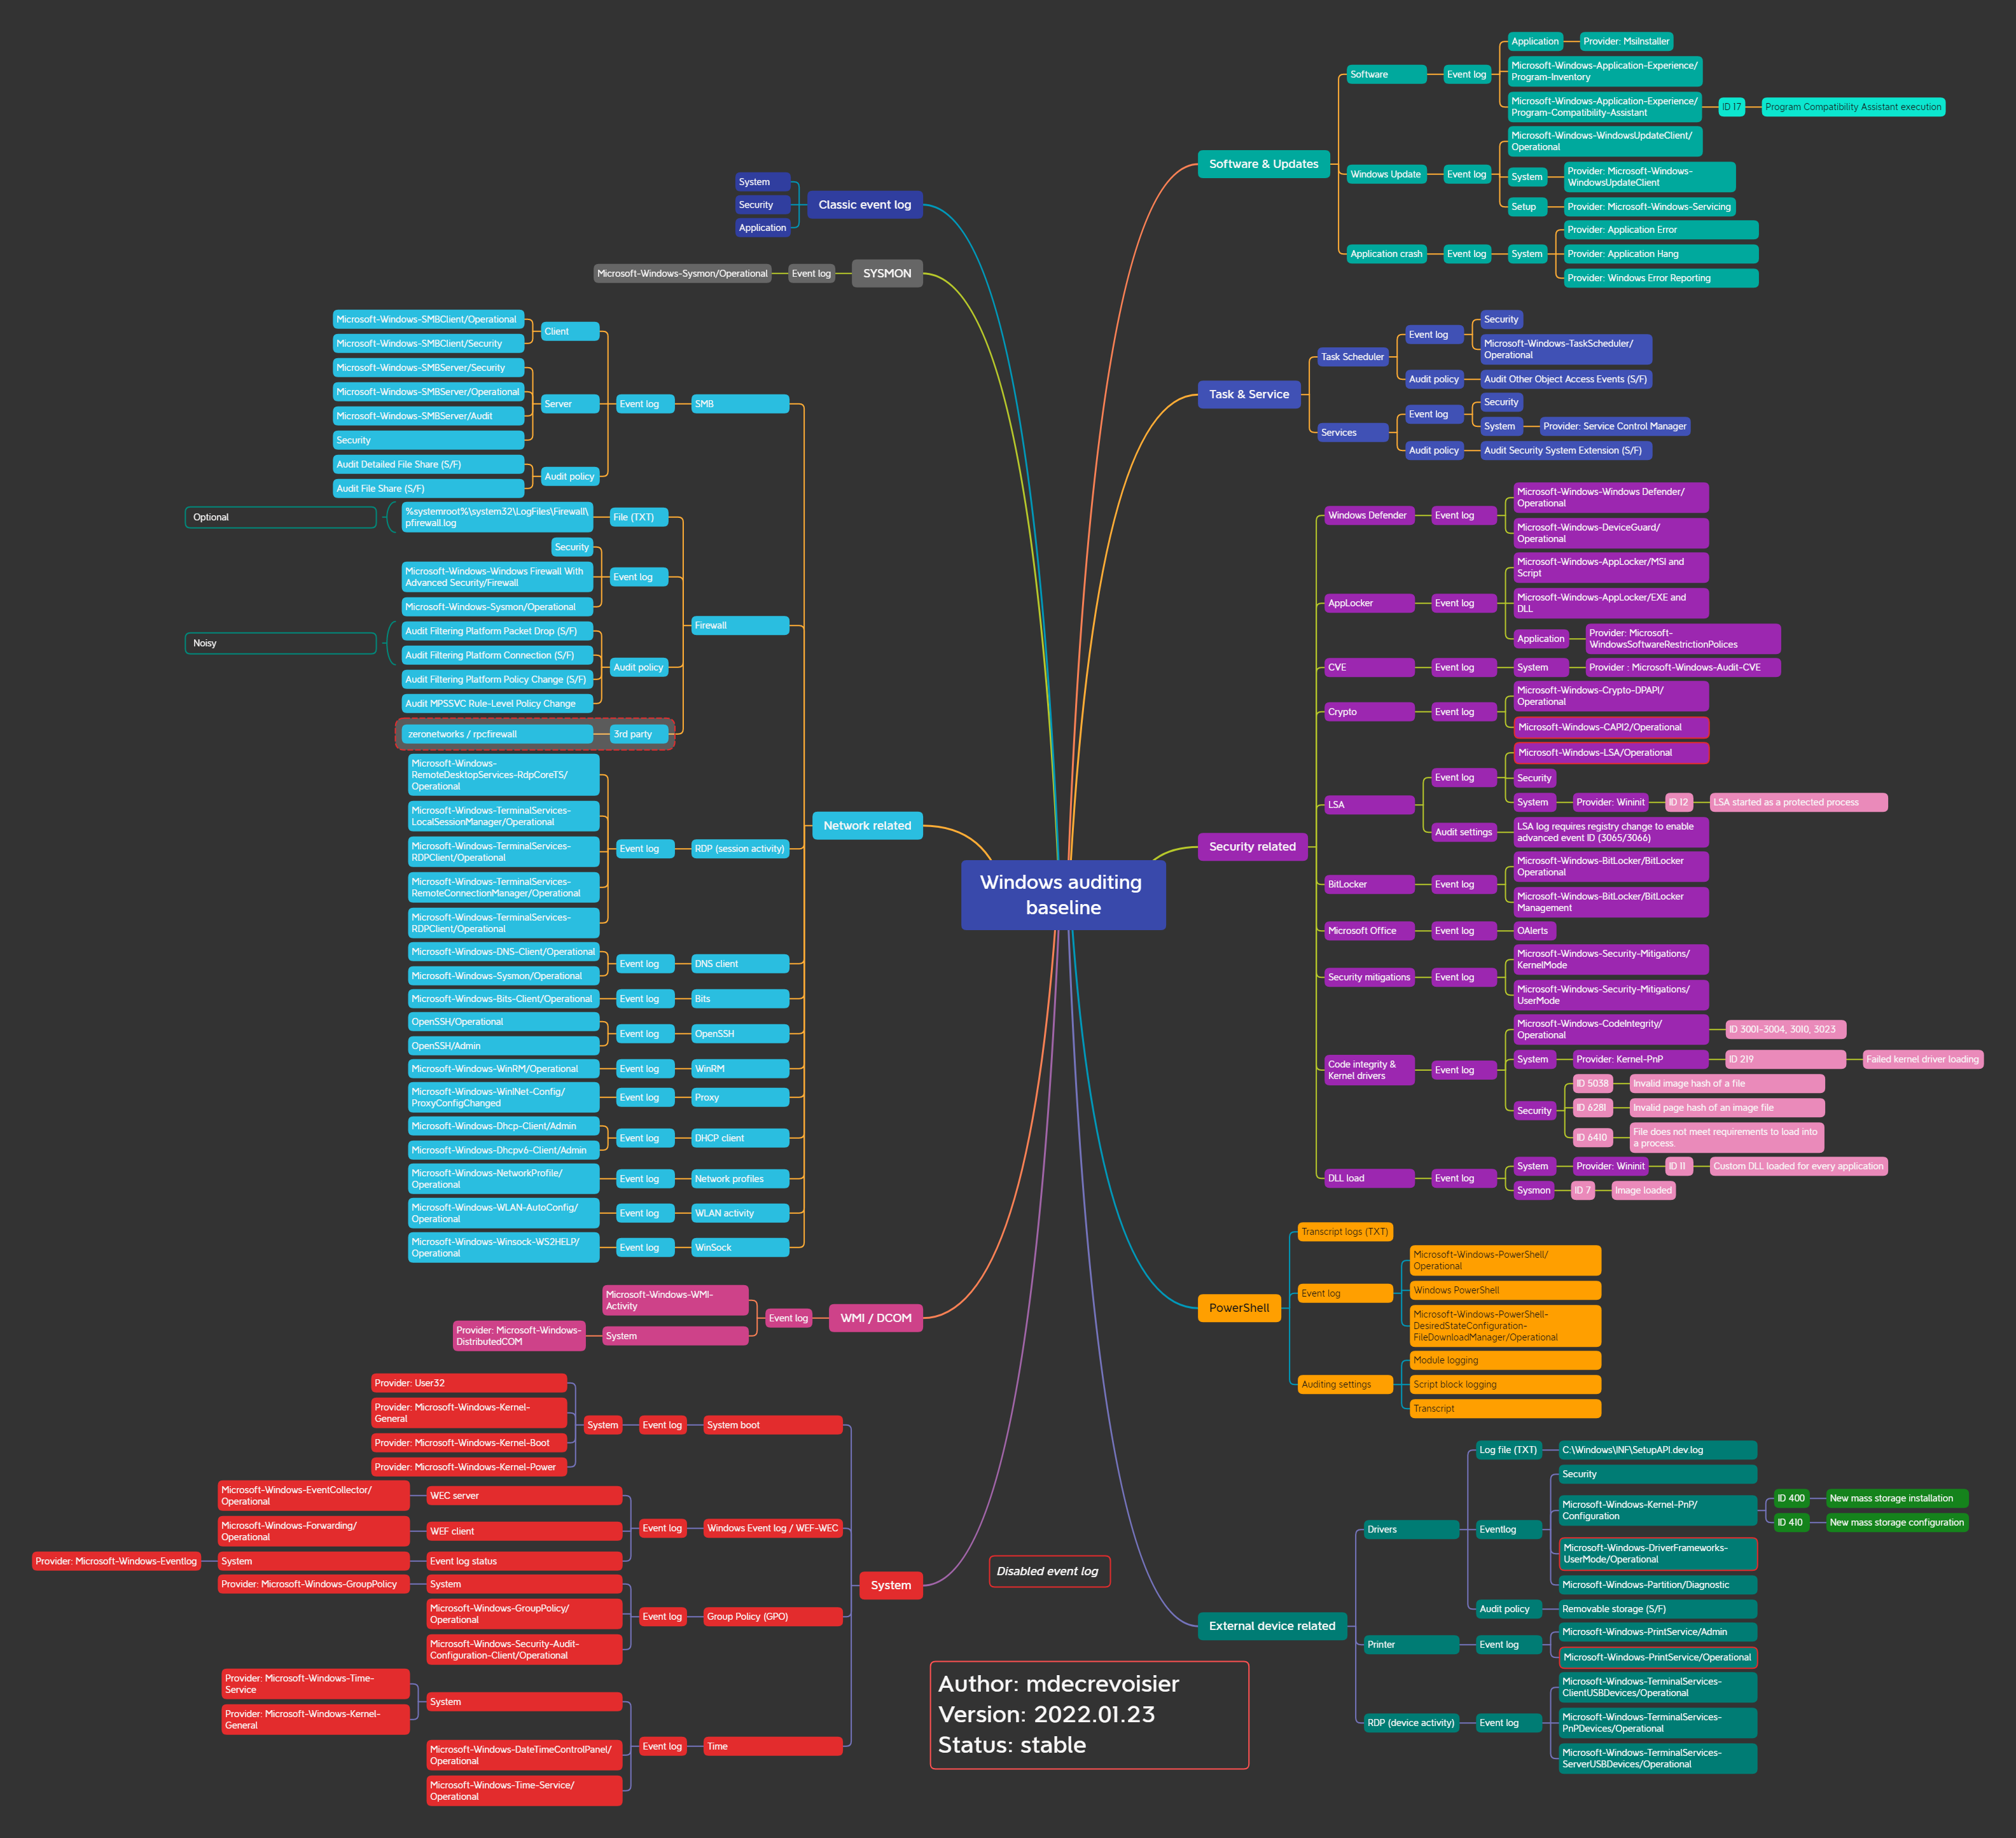 Windows auditing
baseline
Classic event log
System
Security
Application
SYSMON
Event log
Microsoft-Windows-Sysmon/Operational
Network related
SMB
Event log
Client
Microsoft-Windows-SMBClient/Operational
Microsoft-Windows-SMBClient/Security
Server
Microsoft-Windows-SMBServer/Security
Microsoft-Windows-SMBServer/Operational
Microsoft-Windows-SMBServer/Audit
Security
Audit policy
Audit Detailed File Share (S/F)
Audit File Share (S/F)
Firewall
File (TXT)
%systemroot%\system32\LogFiles\Firewall\
pfirewall.log
Optional
Event log
Security
Microsoft-Windows-Windows Firewall With
Advanced Security/Firewall
Microsoft-Windows-Sysmon/Operational
Audit policy
Audit Filtering Platform Packet Drop (S/F)
Audit Filtering Platform Connection (S/F)
Noisy
Audit Filtering Platform Policy Change (S/F)
Audit MPSSVC Rule-Level Policy Change
3rd party
zeronetworks / rpcfirewall
RDP (session activity)
Event log
Microsoft-Windows-
RemoteDesktopServices-RdpCoreTS/
Operational
Microsoft-Windows-TerminalServices-
LocalSessionManager/Operational
Microsoft-Windows-TerminalServices-
RDPClient/Operational
Microsoft-Windows-TerminalServices-
RemoteConnectionManager/Operational
Microsoft-Windows-TerminalServices-
RDPClient/Operational
DNS client
Event log
Microsoft-Windows-DNS-Client/Operational
Microsoft-Windows-Sysmon/Operational
Bits
Event log
Microsoft-Windows-Bits-Client/Operational
OpenSSH
Event log
OpenSSH/Operational
OpenSSH/Admin
WinRM
Event log
Microsoft-Windows-WinRM/Operational
Proxy
Event log
Microsoft-Windows-WinINet-Config/
ProxyConfigChanged
DHCP client
Event log
Microsoft-Windows-Dhcp-Client/Admin
Microsoft-Windows-Dhcpv6-Client/Admin
Network profiles
Event log
Microsoft-Windows-NetworkProfile/
Operational
WLAN activity
Event log
Microsoft-Windows-WLAN-AutoConfig/
Operational
WinSock
Event log
Microsoft-Windows-Winsock-WS2HELP/
Operational
WMI / DCOM
Event log
Microsoft-Windows-WMI-
Activity
System
Provider: Microsoft-Windows-
DistributedCOM
System
System boot
Event log
System
Provider: User32
Provider: Microsoft-Windows-Kernel-
General
Provider: Microsoft-Windows-Kernel-Boot
Provider: Microsoft-Windows-Kernel-Power
Windows Event log / WEF-WEC
Event log
WEC server
Microsoft-Windows-EventCollector/
Operational
WEF client
Microsoft-Windows-Forwarding/
Operational
Event log status
System
Provider: Microsoft-Windows-Eventlog
Group Policy (GPO)
Event log
System
Provider: Microsoft-Windows-GroupPolicy
Microsoft-Windows-GroupPolicy/
Operational
Microsoft-Windows-Security-Audit-
Configuration-Client/Operational
Time
Event log
System
Provider: Microsoft-Windows-Time-
Service
Provider: Microsoft-Windows-Kernel-
General
Microsoft-Windows-DateTimeControlPanel/
Operational
Microsoft-Windows-Time-Service/
Operational
Software & Updates
Software
Event log
Application
Provider: MsiInstaller
Microsoft-Windows-Application-Experience/
Program-Inventory
Microsoft-Windows-Application-Experience/
Program-Compatibility-Assistant
ID 17
Program Compatibility Assistant execution
Windows Update
Event log
Microsoft-Windows-WindowsUpdateClient/
Operational
System
Provider: Microsoft-Windows-
WindowsUpdateClient
Setup
Provider: Microsoft-Windows-Servicing
Application crash
Event log
System
Provider: Application Error
Provider: Application Hang
Provider: Windows Error Reporting
Task & Service
Task Scheduler
Event log
Security
Microsoft-Windows-TaskScheduler/
Operational
Audit policy
Audit Other Object Access Events (S/F)
Services
Event log
Security
System
Provider: Service Control Manager
Audit policy
Audit Security System Extension (S/F)
Security related
Windows Defender
Event log
Microsoft-Windows-Windows Defender/
Operational
Microsoft-Windows-DeviceGuard/
Operational
AppLocker
Event log
Microsoft-Windows-AppLocker/MSI and
Script
Microsoft-Windows-AppLocker/EXE and
DLL
Application
Provider: Microsoft-
WindowsSoftwareRestrictionPolices
CVE
Event log
System
Provider : Microsoft-Windows-Audit-CVE
Crypto
Event log
Microsoft-Windows-Crypto-DPAPI/
Operational
Microsoft-Windows-CAPI2/Operational
LSA
Event log
Microsoft-Windows-LSA/Operational
Security
System
Provider: Wininit
ID 12
LSA started as a protected process
Audit settings
LSA log requires registry change to enable
advanced event ID (3065/3066)
BitLocker
Event log
Microsoft-Windows-BitLocker/BitLocker
Operational
Microsoft-Windows-BitLocker/BitLocker
Management
Microsoft Office
Event log
OAlerts
Security mitigations
Event log
Microsoft-Windows-Security-Mitigations/
KernelMode
Microsoft-Windows-Security-Mitigations/
UserMode
Code integrity &
Kernel drivers
Event log
Microsoft-Windows-CodeIntegrity/
Operational
ID 3001-3004, 3010, 3023
System
Provider: Kernel-PnP
ID 219
Failed kernel driver loading
Security
ID 5038
Invalid image hash of a file
ID 6281
Invalid page hash of an image file
ID 6410
File does not meet requirements to load into
a process.
DLL load
Event log
System
Provider: Wininit
ID 11
Custom DLL loaded for every application
Sysmon
ID 7
Image loaded
PowerShell
Transcript logs (TXT)
Event log
Microsoft-Windows-PowerShell/
Operational
Windows PowerShell
Microsoft-Windows-PowerShell-
DesiredStateConfiguration-
FileDownloadManager/Operational
Auditing settings
Module logging
Script block logging
Transcript
External device related
Drivers
Log file (TXT)
C:\Windows\INF\SetupAPI.dev.log
Eventlog
Security
Microsoft-Windows-Kernel-PnP/
Configuration
ID 400
New mass storage installation
ID 410
New mass storage configuration
Microsoft-Windows-DriverFrameworks-
UserMode/Operational
Microsoft-Windows-Partition/Diagnostic
Audit policy
Removable storage (S/F)
Printer
Event log
Microsoft-Windows-PrintService/Admin
Microsoft-Windows-PrintService/Operational
RDP (device activity)
Event log
Microsoft-Windows-TerminalServices-
ClientUSBDevices/Operational
Microsoft-Windows-TerminalServices-
PnPDevices/Operational
Microsoft-Windows-TerminalServices-
ServerUSBDevices/Operational
Disabled event log
Author: mdecrevoisier
Version: 2022.01.23
Status: stable